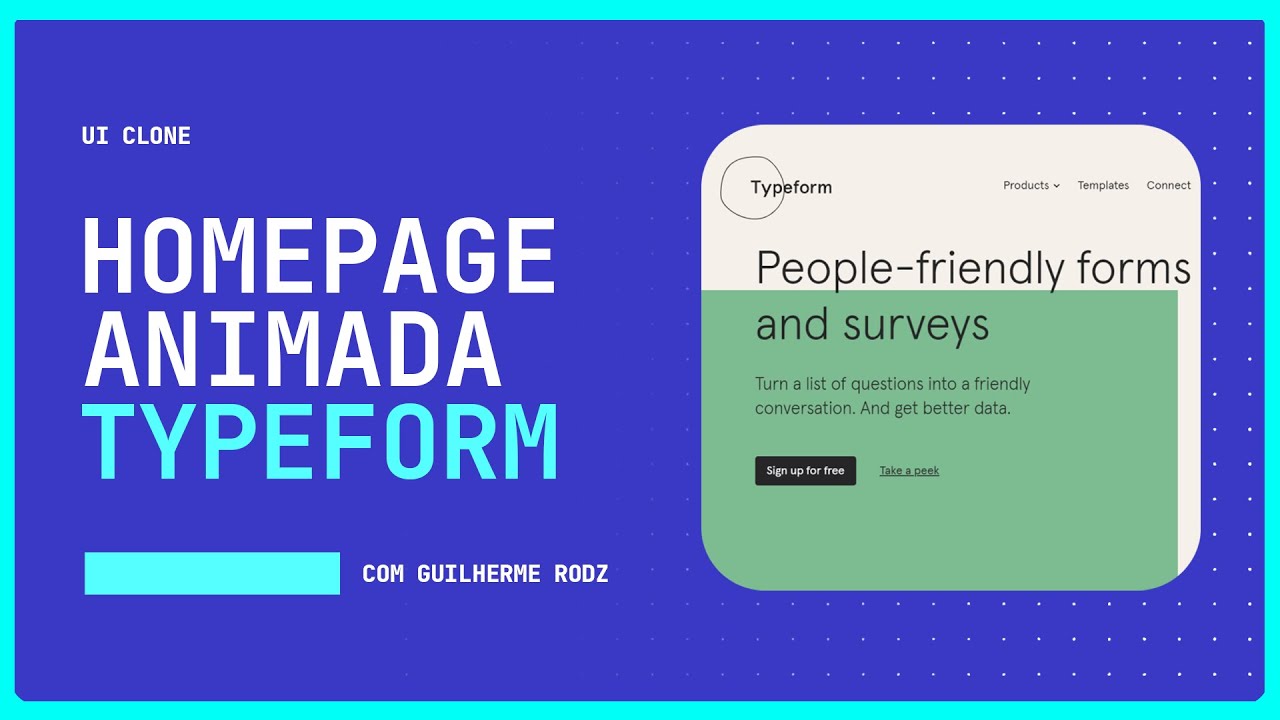 UI CLONE
HOMEPAGE
ANIMADA
TYPEFORM
COM GUILHERME RODZ
Typeform
Products Templates Connect
People-friendly forms
and surveys
Turn a list of questions into a friendly
conversation. And get better data.
Sign up for free Take a peek